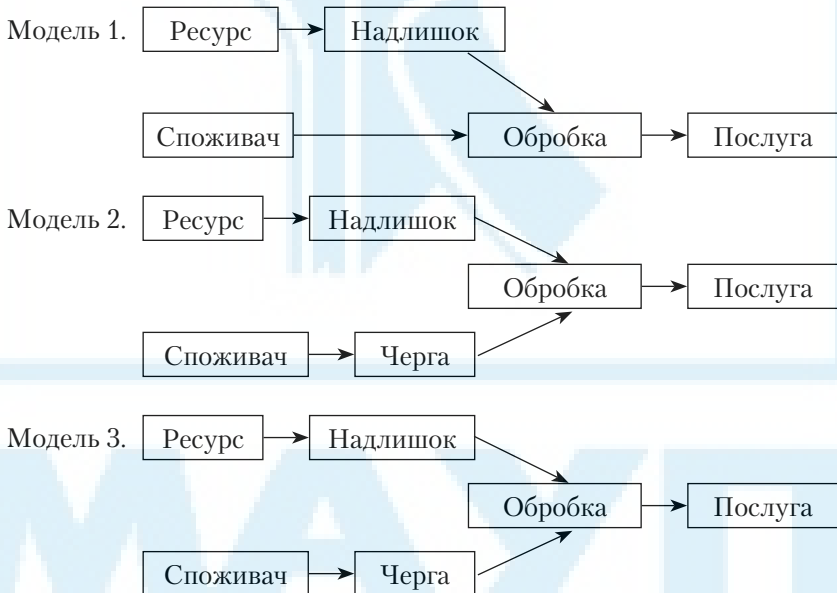 Модель 1. Ресурс Надлишок
Споживач Обробка Послуга
Модель 2. Ресурс Надлишок
Обробка Послуга
Споживач Черга
Модель 3. Ресурс Надлишок
Обробка Послуга
Споживач Черга
МАУП